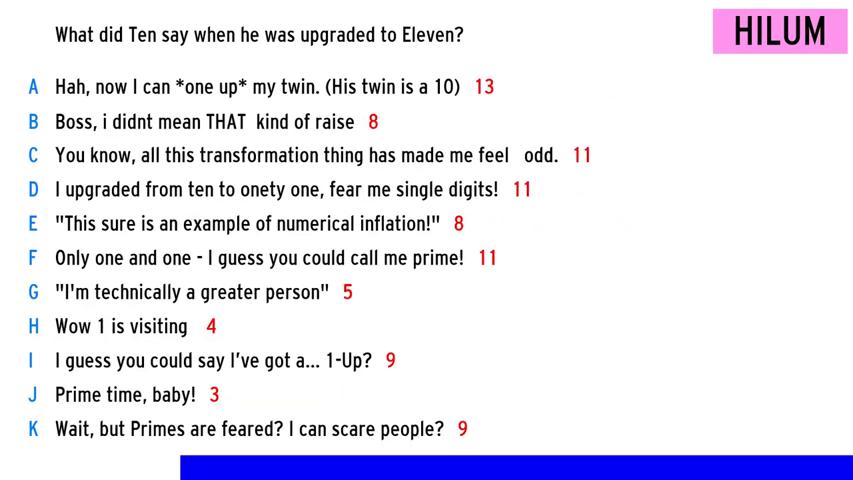 What did Ten say when he was upgraded to Eleven?
HILUM
A Hah, now I can *one up* my twin. (His twin is a 10) 13
B Boss, i didnt mean THAT kind of raise 8
C You know, all this transformation thing has made me feel odd. 11
D I upgraded from ten to onety one, fear me single digits! 11
E "This sure is an example of numerical inflation!" 8
F Only one and one - I guess you could call me prime! 11
G "I'm technically a greater person" 5
H Wow 1 is visiting 4
I I guess you could say I've got a... 1-Up? 9
J Prime time, baby! 3
K Wait, but Primes are feared? I can scare people? 9